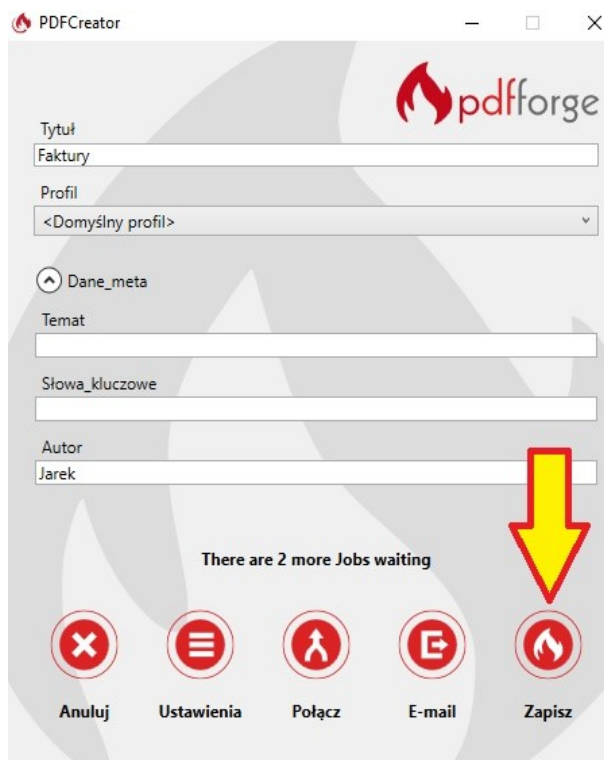 PDFCreator
pdfforge
Tytuł
Faktury
Profil
<Domyślny profil>
Dane_meta
Temat
Słowa_kluczowe
Autor
Jarek
There are 2 more Jobs waiting
Anuluj Ustawienia Połącz E-mail Zapisz